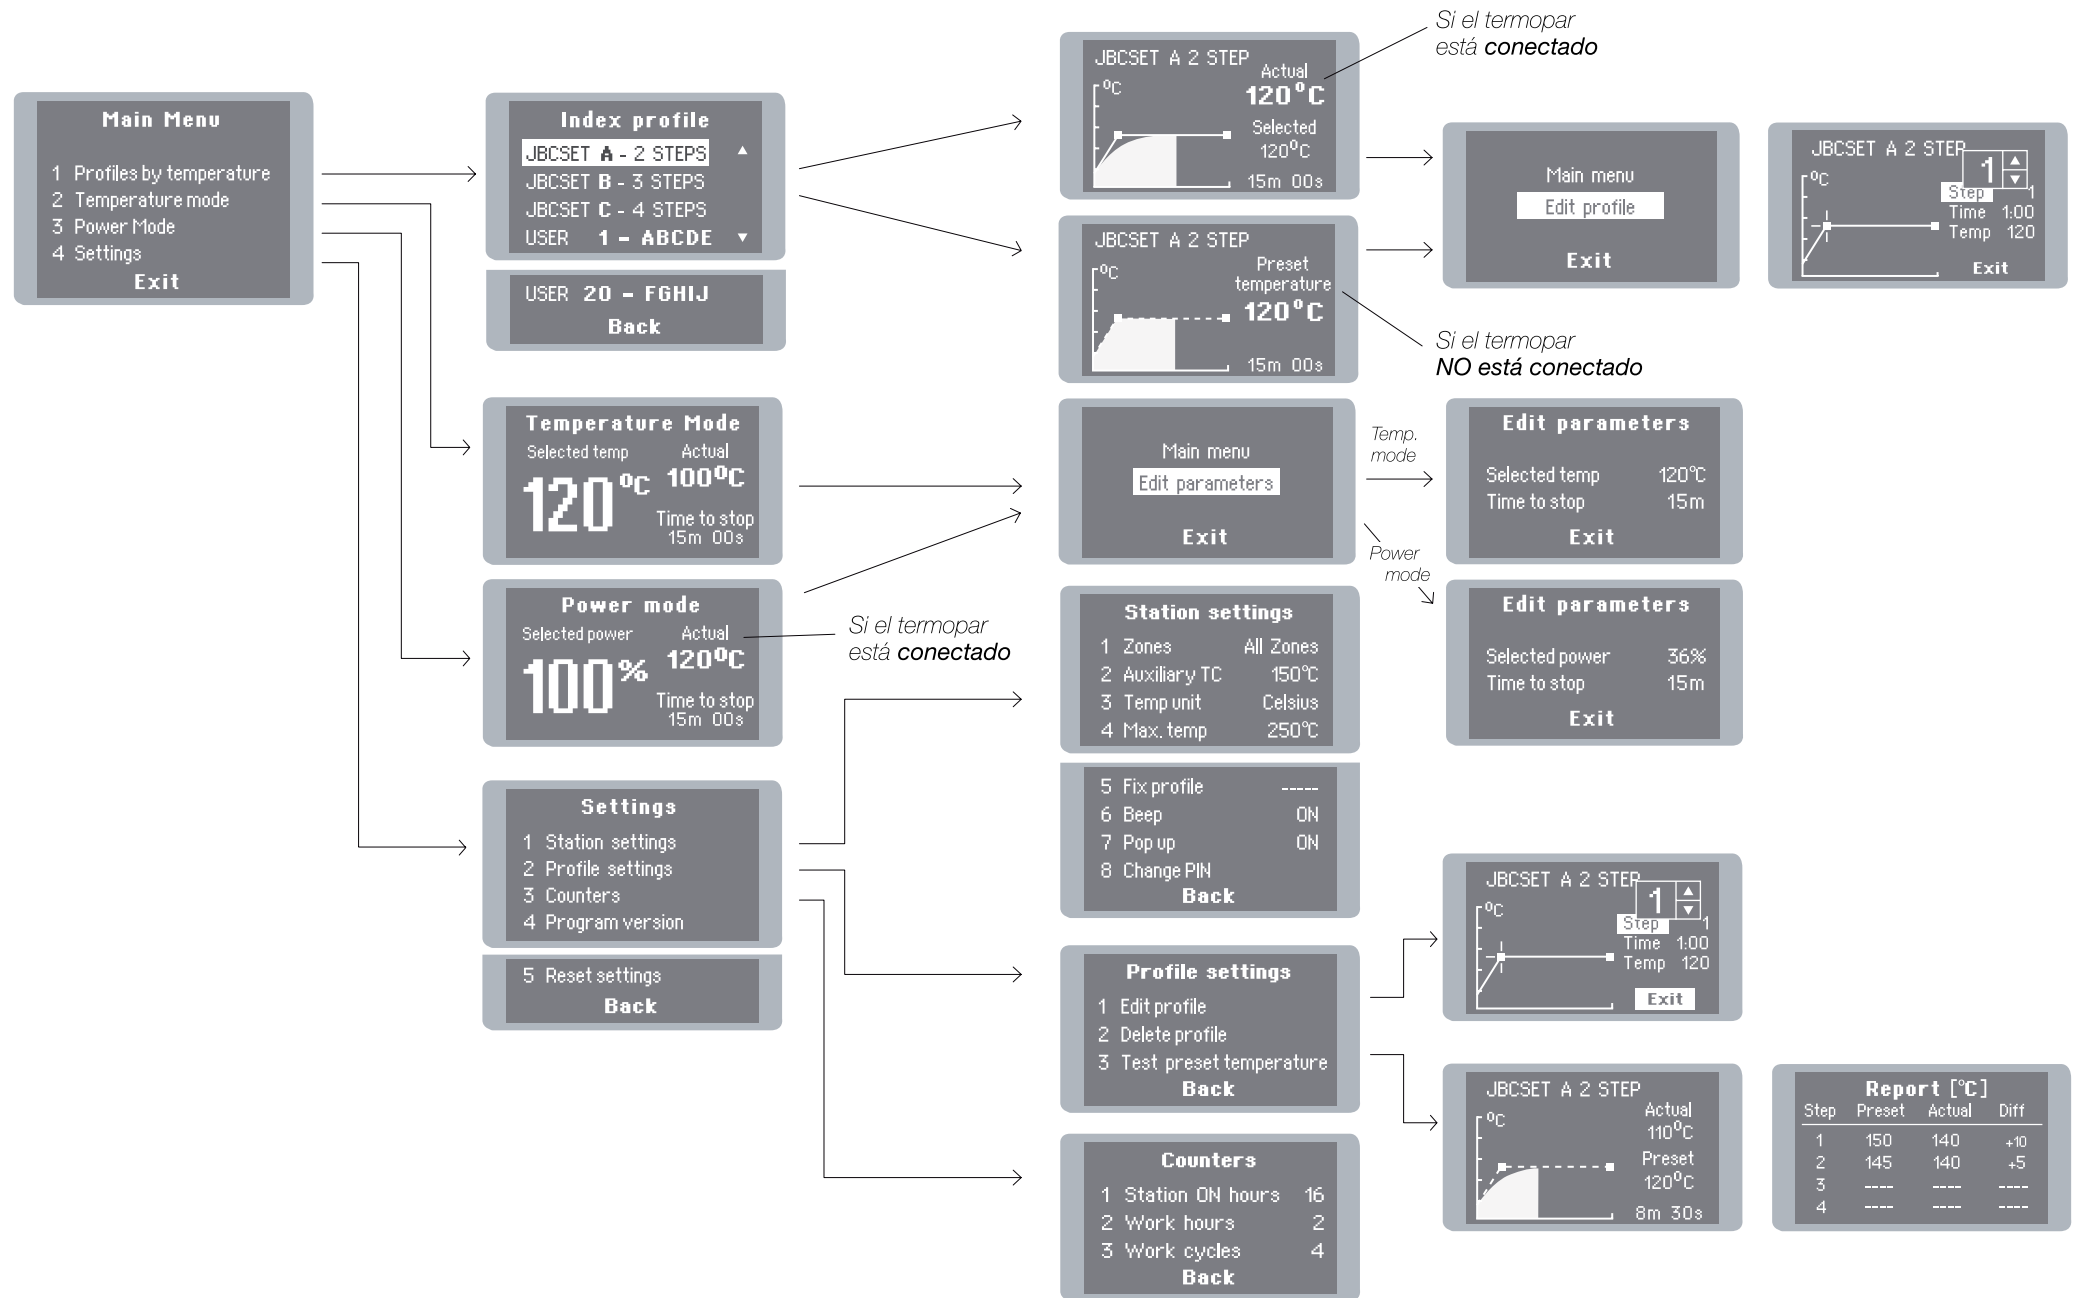 Main Menu
1 Profiles by temperature
2 Temperature mode
3 Power Mode
4 Settings
Exit
Index profile
JBCSET A - 2 STEPS
JBCSET B - 3 STEPS
JBCSET C - 4 STEPS
USER 1 - ABCDE
USER 20 - FGHIJ
Back
JBCSET A 2 STEP
ºC
Actual
120ºC
Selected
120ºC
15m 00s
Si el termopar
está conectado
JBCSET A 2 STEP
ºC
Preset
temperature
120ºC
15m 00s
Si el termopar
NO está conectado
Main menu
Edit profile
Exit
JBCSET A 2 STEP
ºC
1
Step 1
Time 1:00
Temp 120
Exit
Temperature Mode
Selected temp Actual
120ºC 100ºC
Time to stop
15m 00s
Power mode
Selected power Actual
100% 120ºC
Time to stop
15m 00s
Si el termopar
está conectado
Main menu
Edit parameters
Exit
Temp.
mode
Power
mode
Edit parameters
Selected temp 120ºC
Time to stop 15m
Exit
Edit parameters
Selected power 36%
Time to stop 15m
Exit
Settings
1 Station settings
2 Profile settings
3 Counters
4 Program version
5 Reset settings
Back
Station settings
1 Zones All Zones
2 Auxiliary TC 150ºC
3 Temp unit Celsius
4 Max. temp 250ºC
5 Fix profile -----
6 Beep ON
7 Pop up ON
8 Change PIN
Back
Profile settings
1 Edit profile
2 Delete profile
3 Test preset temperature
Back
JBCSET A 2 STEP
ºC
1
Step 1
Time 1:00
Temp 120
Exit
JBCSET A 2 STEP
ºC
Actual
110ºC
Preset
120ºC
8m 30s
Report [ºC]
Step Preset Actual Diff
1 150 140 +10
2 145 140 +5
3 ---- ---- ----
4 ---- ---- ----
Counters
1 Station ON hours 16
2 Work hours 2
3 Work cycles 4
Back